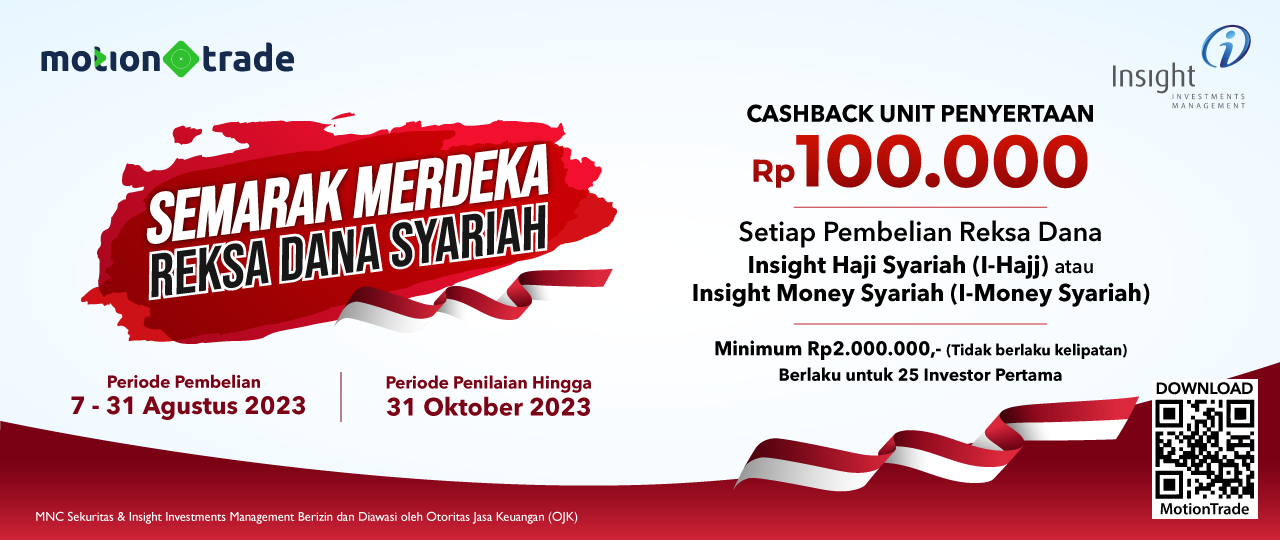 motion trade
Insight
INVESTMENTS
MANAGEMENT
SEMARAK MERDEKA
REKSA DANA SYARIAH
Periode Pembelian
7 - 31 Agustus 2023
Periode Penilaian Hingga
31 Oktober 2023
CASHBACK UNIT PENYERTAAN
Rp100.000
Setiap Pembelian Reksa Dana
Insight Haji Syariah (I-Hajj) atau
Insight Money Syariah (I-Money Syariah)
Minimum Rp2.000.000,- (Tidak berlaku kelipatan)
Berlaku untuk 25 Investor Pertama
DOWNLOAD
MotionTrade
MNC Sekuritas & Insight Investments Management Berizin dan Diawasi oleh Otoritas Jasa Keuangan (OJK)